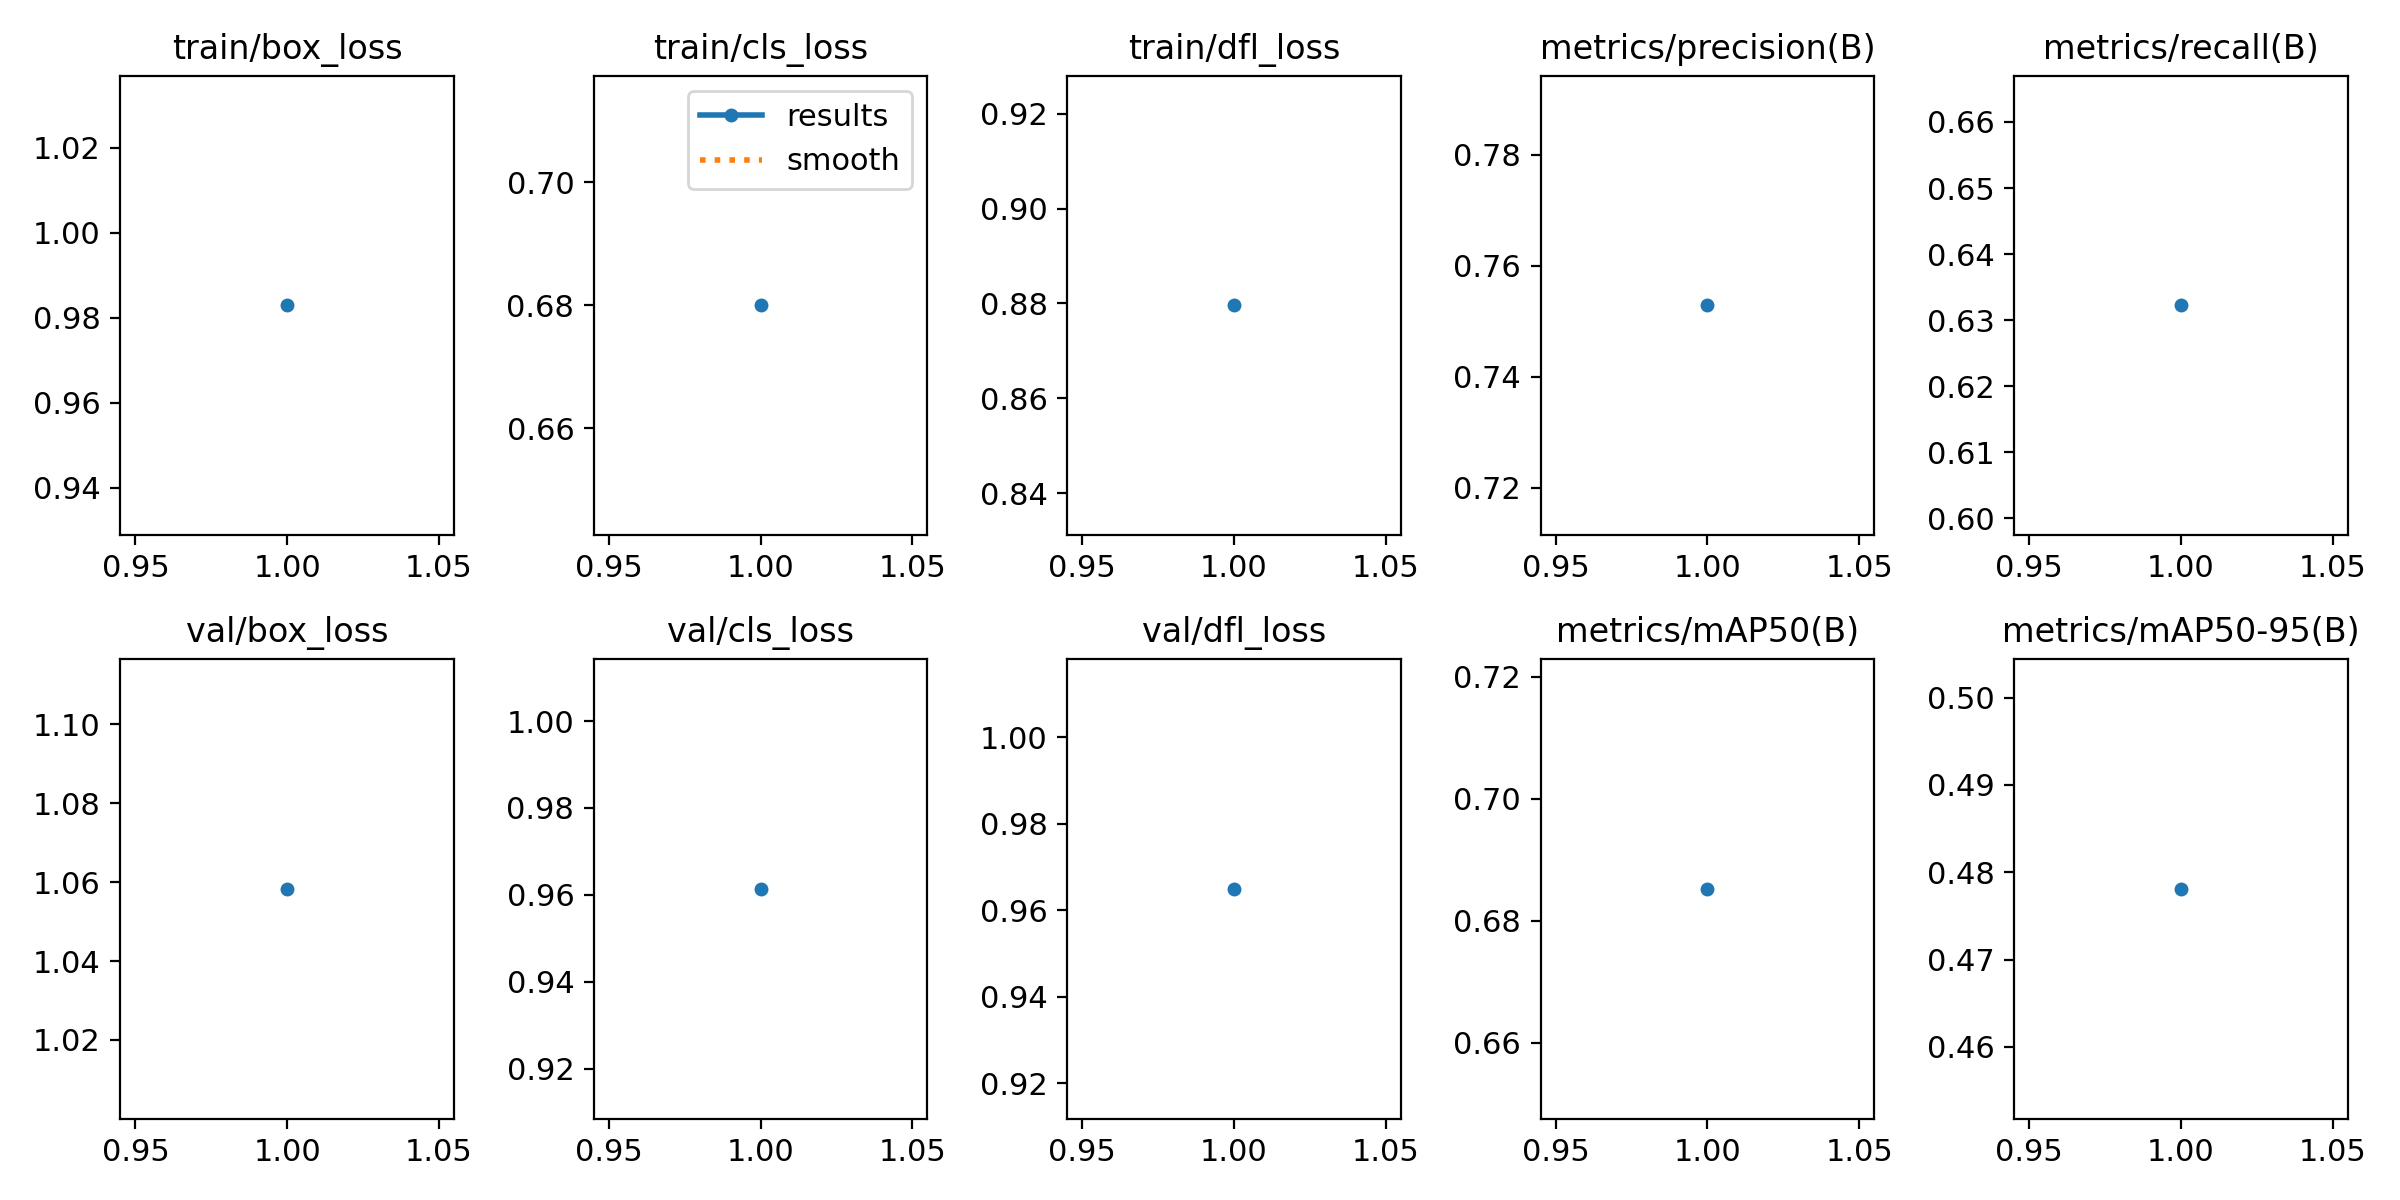 train/box_loss
1.02
1.00
0.98
0.96
0.94
0.95 1.00 1.05
train/cls_loss
results
smooth
0.70
0.68
0.66
0.95 1.00 1.05
train/dfl_loss
0.92
0.90
0.88
0.86
0.84
0.95 1.00 1.05
metrics/precision(B)
0.78
0.76
0.74
0.72
0.95 1.00 1.05
metrics/recall(B)
0.66
0.65
0.64
0.63
0.62
0.61
0.60
0.95 1.00 1.05
val/box_loss
1.10
1.08
1.06
1.04
1.02
0.95 1.00 1.05
val/cls_loss
1.00
0.98
0.96
0.94
0.92
0.95 1.00 1.05
val/dfl_loss
1.00
0.98
0.96
0.94
0.92
0.95 1.00 1.05
metrics/mAP50(B)
0.72
0.70
0.68
0.66
0.95 1.00 1.05
metrics/mAP50-95(B)
0.50
0.49
0.48
0.47
0.46
0.95 1.00 1.05